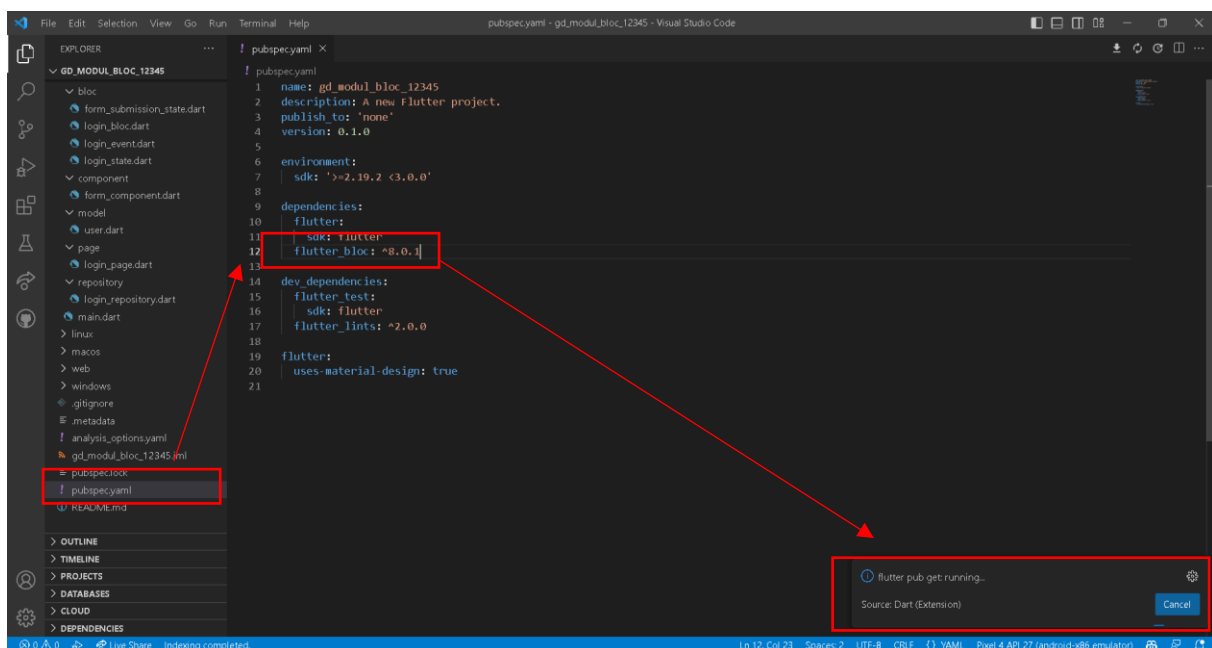 File Edit Selection View Go Run Terminal Help
pubspec.yaml - gd_modul_bloc_12345 - Visual Studio Code
EXPLORER
GD_MODUL_BLOC_12345
bloc
form_submission_state.dart
login_bloc.dart
login_event.dart
login_state.dart
component
form_component.dart
model
user.dart
page
login_page.dart
repository
login_repository.dart
main.dart
linux
macos
web
windows
.gitignore
.metadata
analysis_options.yaml
gd_modul_bloc_12345.iml
pubspec.lock
pubspec.yaml
README.md
OUTLINE
TIMELINE
PROJECTS
DATABASES
CLOUD
DEPENDENCIES
! pubspec.yaml
! pubspec.yaml
1 name: gd_modul_bloc_12345
2 description: A new Flutter project.
3 publish_to: 'none'
4 version: 0.1.0
5
6 environment:
7 sdk: '>=2.19.2 <3.0.0'
8
9 dependencies:
10 flutter:
11 sdk: flutter
12 flutter_bloc: ^8.0.1
13
14 dev_dependencies:
15 flutter_test:
16 sdk: flutter
17 flutter_lints: ^2.0.0
18
19 flutter:
20 uses-material-design: true
21
flutter pub get: running...
Source: Dart (Extension)
Cancel
0 0 Live Share Indexing completed. Ln 12, Col 23 Spaces: 2 UTF-8 CRLF {} YAML Pixel 4 API 27 (android-x86 emulator)